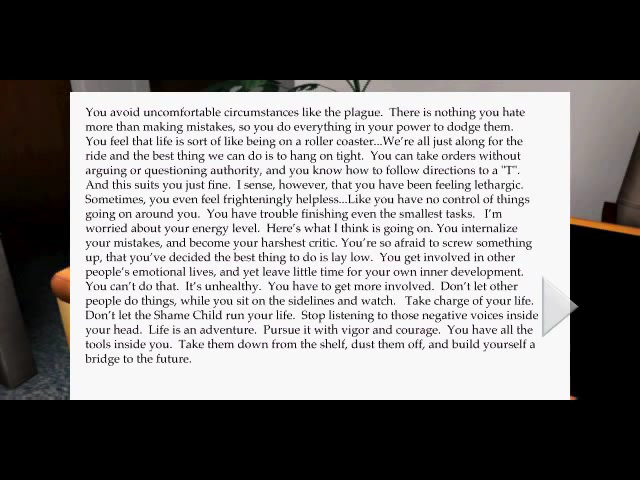 You avoid uncomfortable circumstances like the plague.  There is nothing you hate
more than making mistakes, so you do everything in your power to dodge them.
You feel that life is sort of like being on a roller coaster...We're all just along for the
ride and the best thing we can do is to hang on tight.  You can take orders without
arguing or questioning authority, and you know how to follow directions to a "T".
And this suits you just fine.  I sense, however, that you have been feeling lethargic.
Sometimes, you even feel frighteningly helpless...Like you have no control of things
going on around you.  You have trouble finishing even the smallest tasks.  I'm
worried about your energy level.  Here's what I think is going on. You internalize
your mistakes, and become your harshest critic. You're so afraid to screw something
up, that you've decided the best thing to do is lay low.  You get involved in other
people's emotional lives, and yet leave little time for your own inner development.
You can't do that.  It's unhealthy.  You have to get more involved.  Don't let other
people do things, while you sit on the sidelines and watch.   Take charge of your life.
Don't let the Shame Child run your life.  Stop listening to those negative voices inside
your head.  Life is an adventure.  Pursue it with vigor and courage.  You have all the
tools inside you.  Take them down from the shelf, dust them off, and build yourself a
bridge to the future.